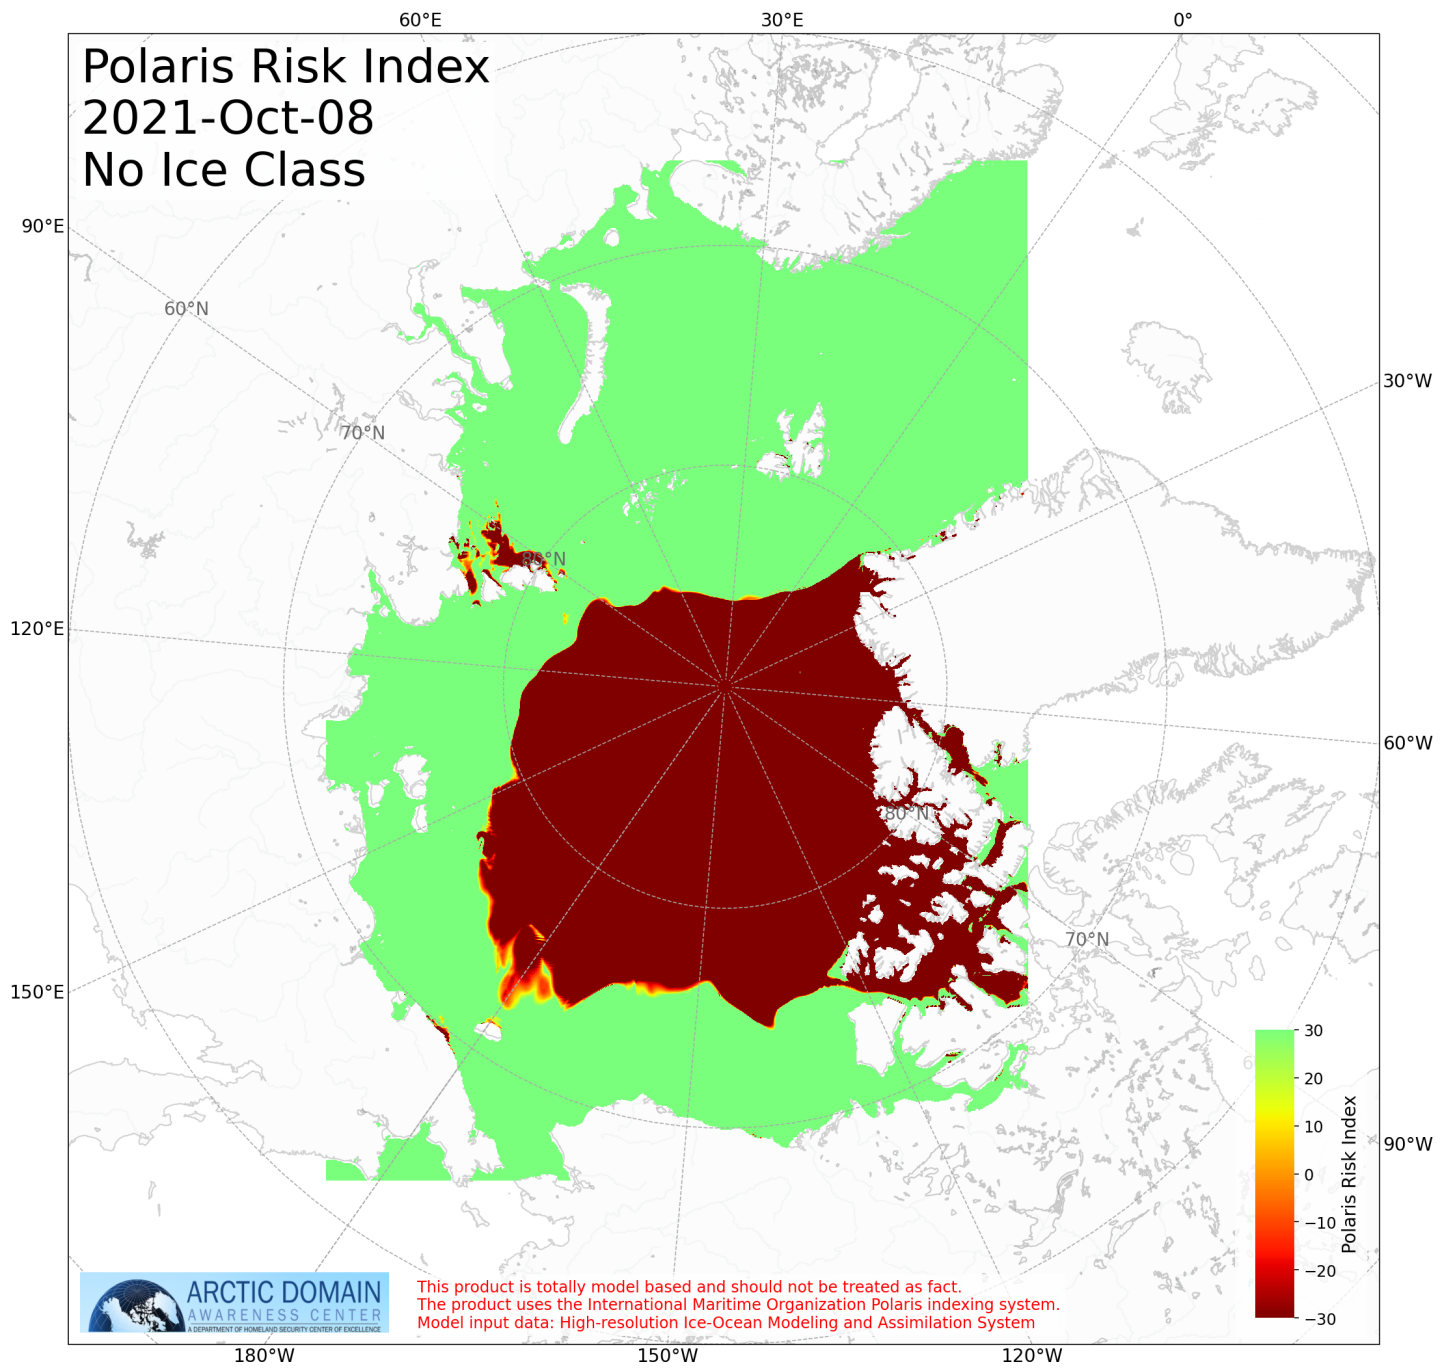 60°E 30°E 0°
Polaris Risk Index
2021-Oct-08
No Ice Class
90°E
60°N
30°W
70°N
80°N
120°E
60°W
80°N
70°N
150°E
30
20
10
0
−10
−20
−30
Polaris Risk Index
90°W
ARCTIC DOMAIN
AWARENESS CENTER
A DEPARTMENT OF HOMELAND SECURITY CENTER OF EXCELLENCE
This product is totally model based and should not be treated as fact.
The product uses the International Maritime Organization Polaris indexing system.
Model input data: High-resolution Ice-Ocean Modeling and Assimilation System
180°W 150°W 120°W